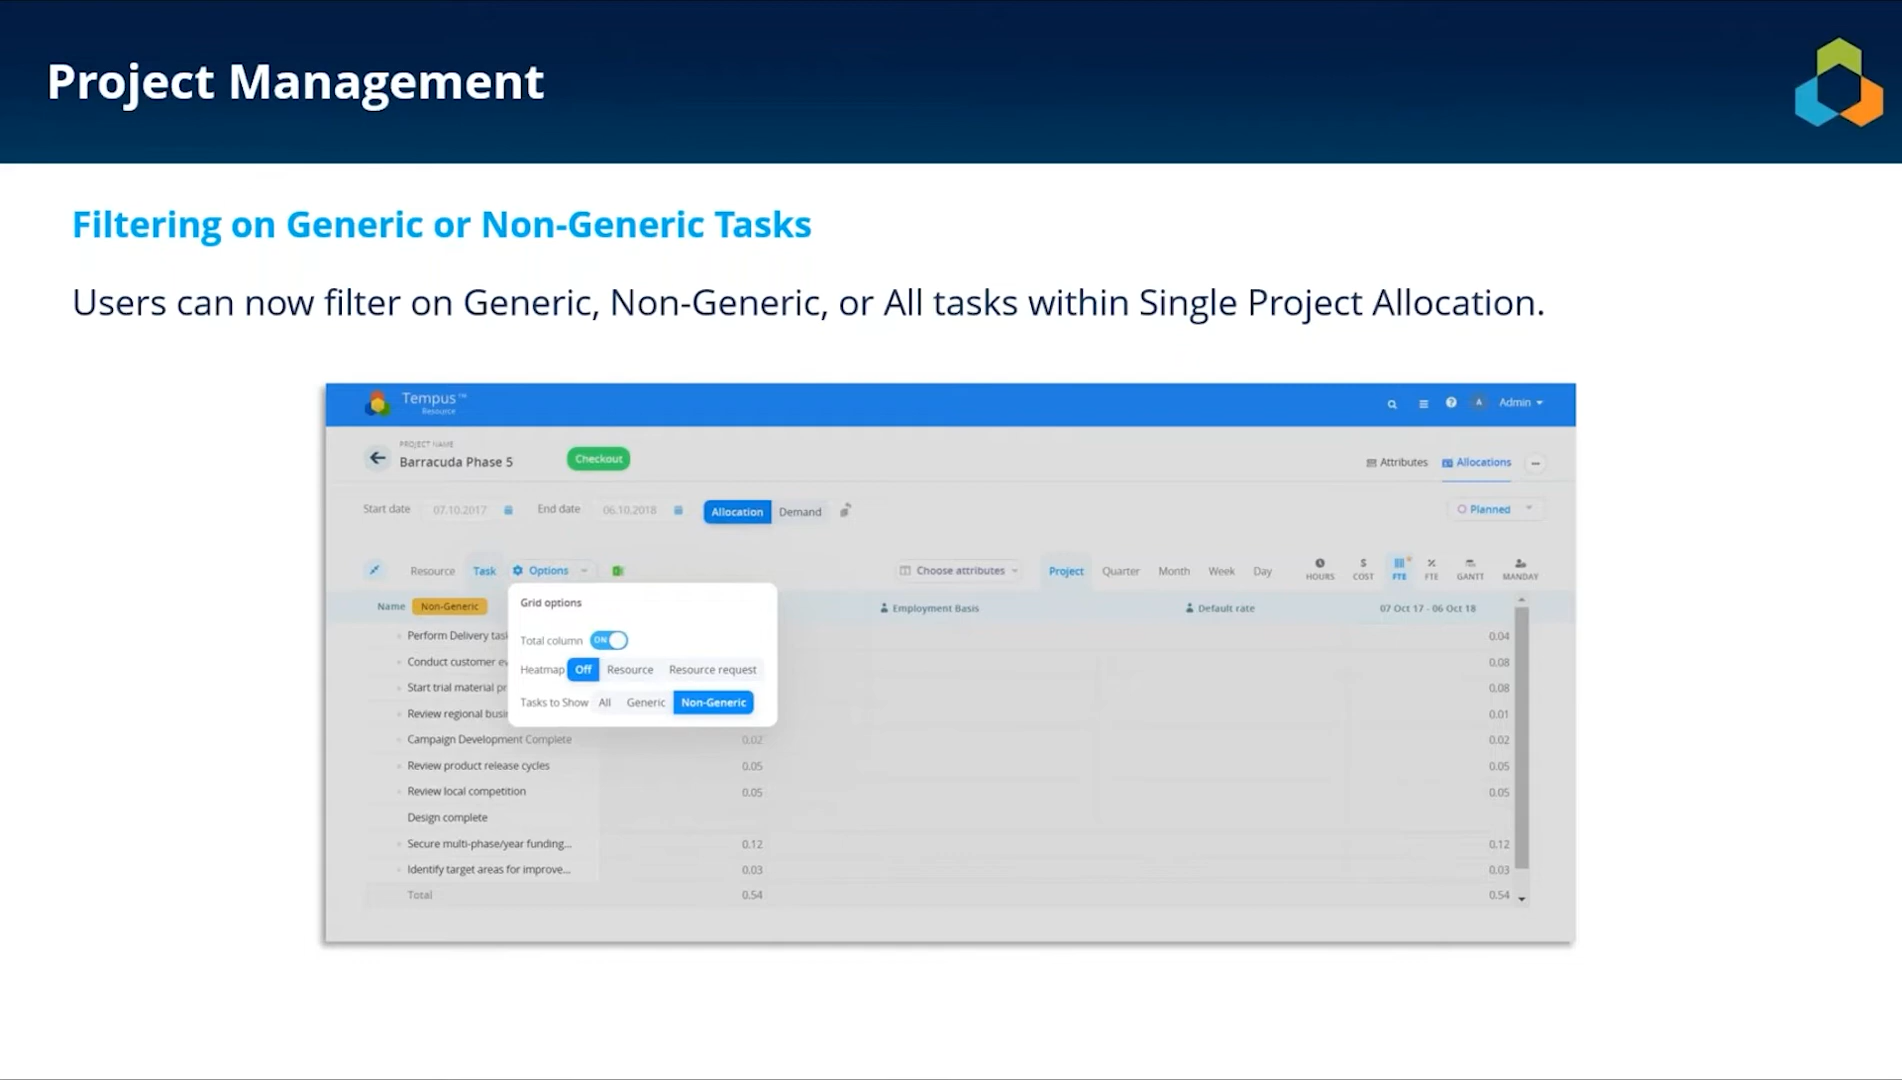 Project Management
Filtering on Generic or Non-Generic Tasks
Users can now filter on Generic, Non-Generic, or All tasks within Single Project Allocation.
Tempus™
Resource
A Admin
PROJECT NAME
Barracuda Phase 5
Checkout
Attributes Allocations
Start date 07.10.2017 End date 06.10.2018 Allocation Demand Planned
Resource Task Options Choose attributes Project Quarter Month Week Day HOURS COST FTE FTE GANTT MANDAY
Name Non-Generic Employment Basis Default rate 07 Oct 17 - 06 Oct 18
Grid options
Total column ON
Heatmap Off Resource Resource request
Tasks to Show All Generic Non-Generic
Perform Delivery tas 0.04
Conduct customer ev 0.08
Start trial material pr 0.08
Review regional busi 0.01
Campaign Development Complete 0.02 0.02
Review product release cycles 0.05 0.05
Review local competition 0.05 0.05
Design complete
Secure multi-phase/year funding... 0.12 0.12
Identify target areas for improve... 0.03 0.03
Total 0.54 0.54